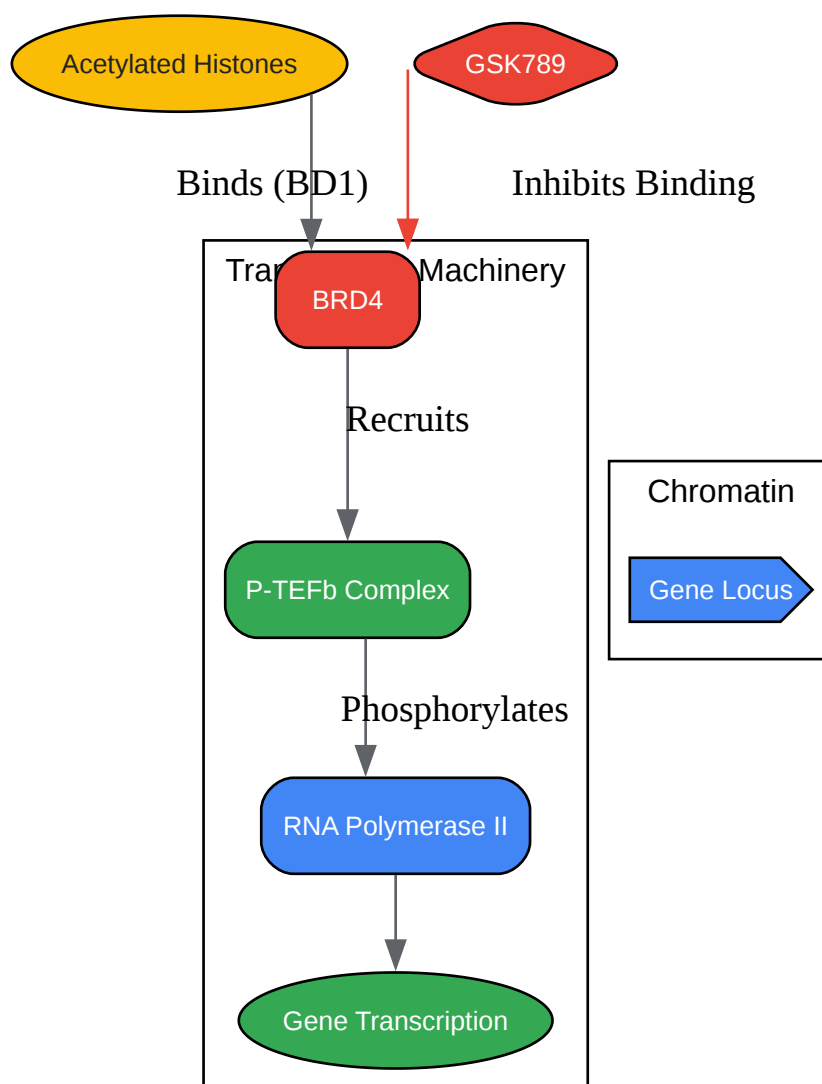 Acetylated Histones
GSK789
Binds (BD1)
Inhibits Binding
Machinery
BRD4
Recruits
Chromatin
P-TEFb Complex
Gene Locus
Phosphorylates
RNA Polymerase II
Gene Transcription